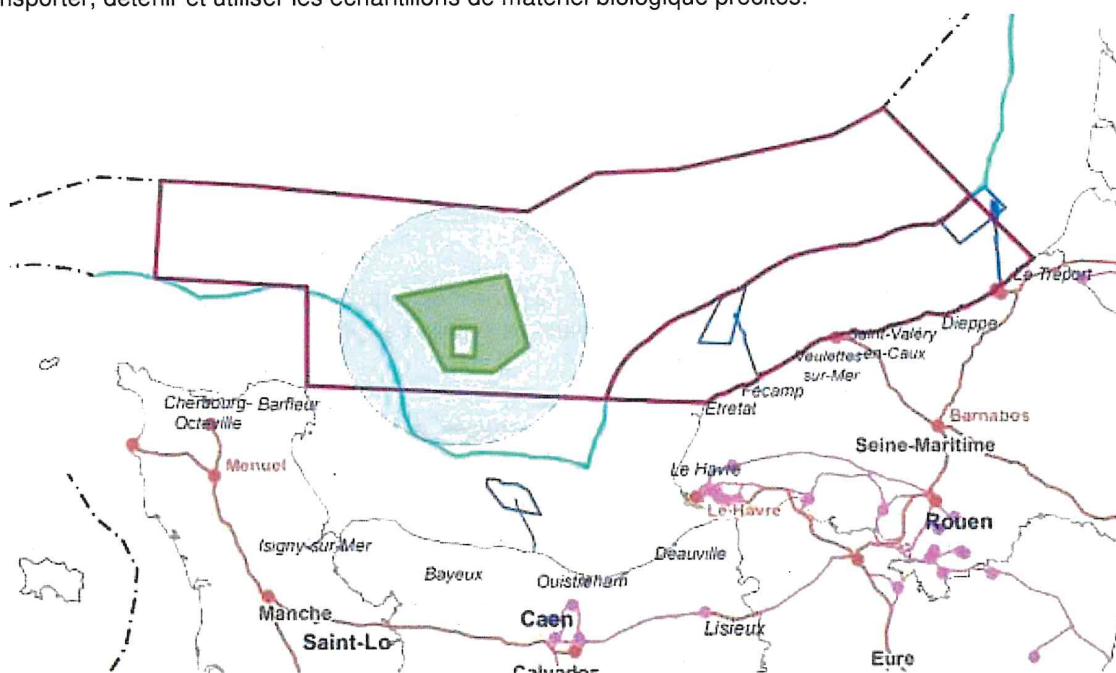 nsporter, détenir et utiliser les échantillons de matériel biologique précités.
Le Tréport
Dieppe
Saint-Valéry
en-Caux
Veulettes
sur-Mer
Fécamp
Etretat
Cherbourg-
Octeville
Barfleur
Menuel
Barnabos
Seine-Maritime
Le Havre
Le Havre
Rouen
Isigny-sur-Mer
Deauville
Bayeux
Ouistreham
Manche
Caen
Lisieux
Saint-Lo
Eure
Calvados